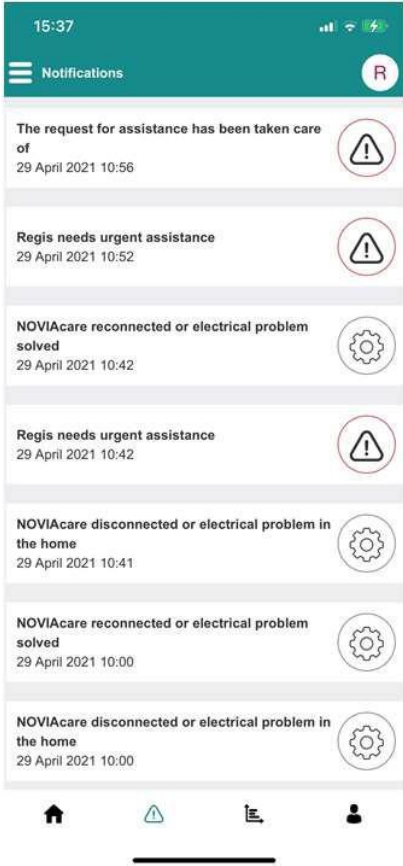 15:37
Notifications
R
The request for assistance has been taken care
of
29 April 2021 10:56
Regis needs urgent assistance
29 April 2021 10:52
NOVIAcare reconnected or electrical problem
solved
29 April 2021 10:42
Regis needs urgent assistance
29 April 2021 10:42
NOVIAcare disconnected or electrical problem in
the home
29 April 2021 10:41
NOVIAcare reconnected or electrical problem
solved
29 April 2021 10:00
NOVIAcare disconnected or electrical problem in
the home
29 April 2021 10:00